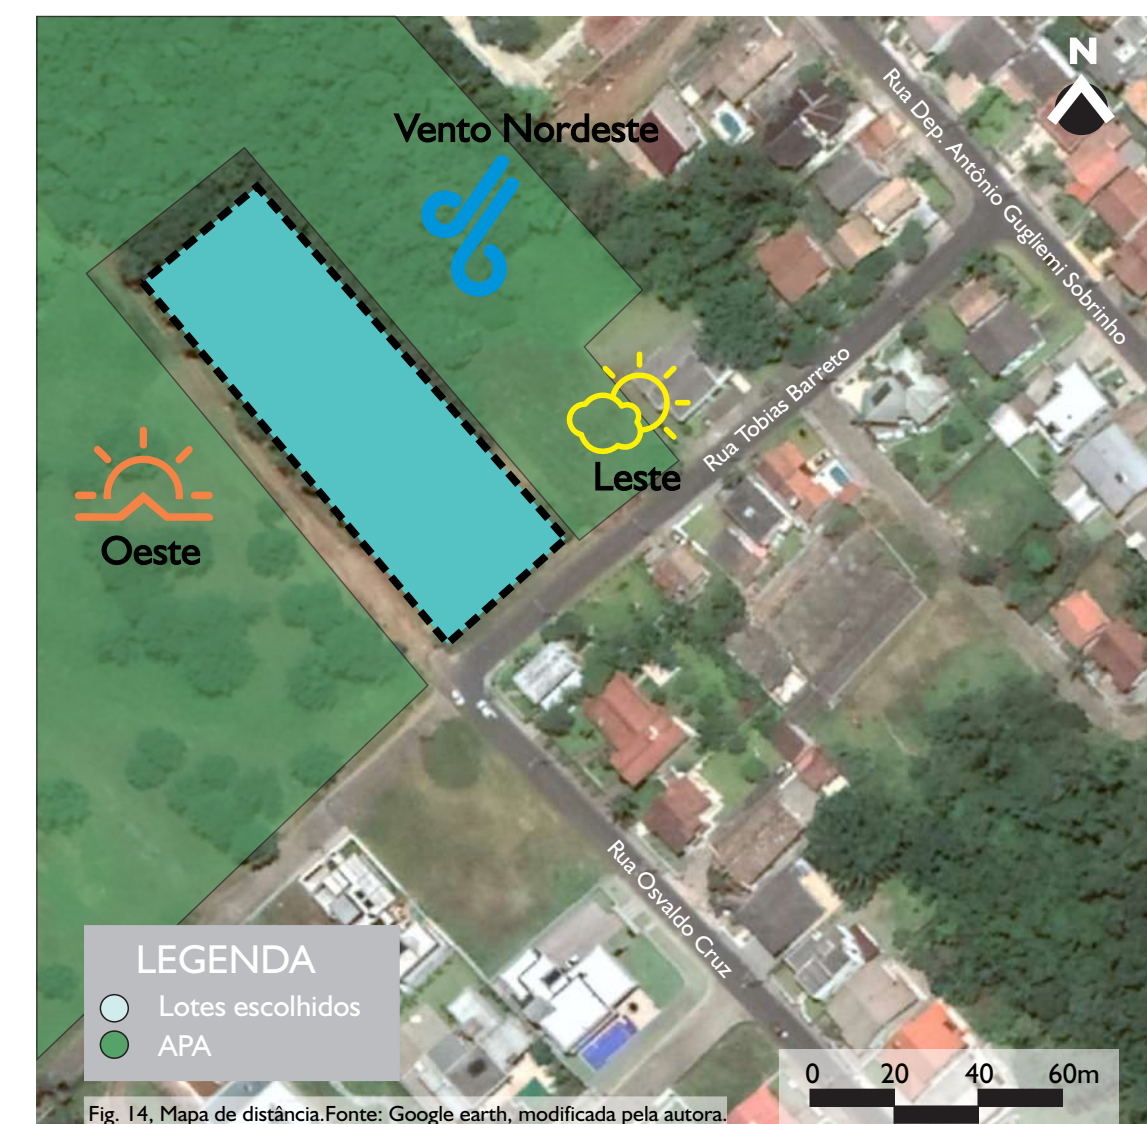 N
Vento Nordeste
Rua Dep. Antônio Gugliemi Sobrinho
Rua Tobias Barreto
Leste
Oeste
Rua Osvaldo Cruz
LEGENDA
Lotes escolhidos
APA
0 20 40 60m
Fig. 14, Mapa de distância.Fonte: Google earth, modificada pela autora.